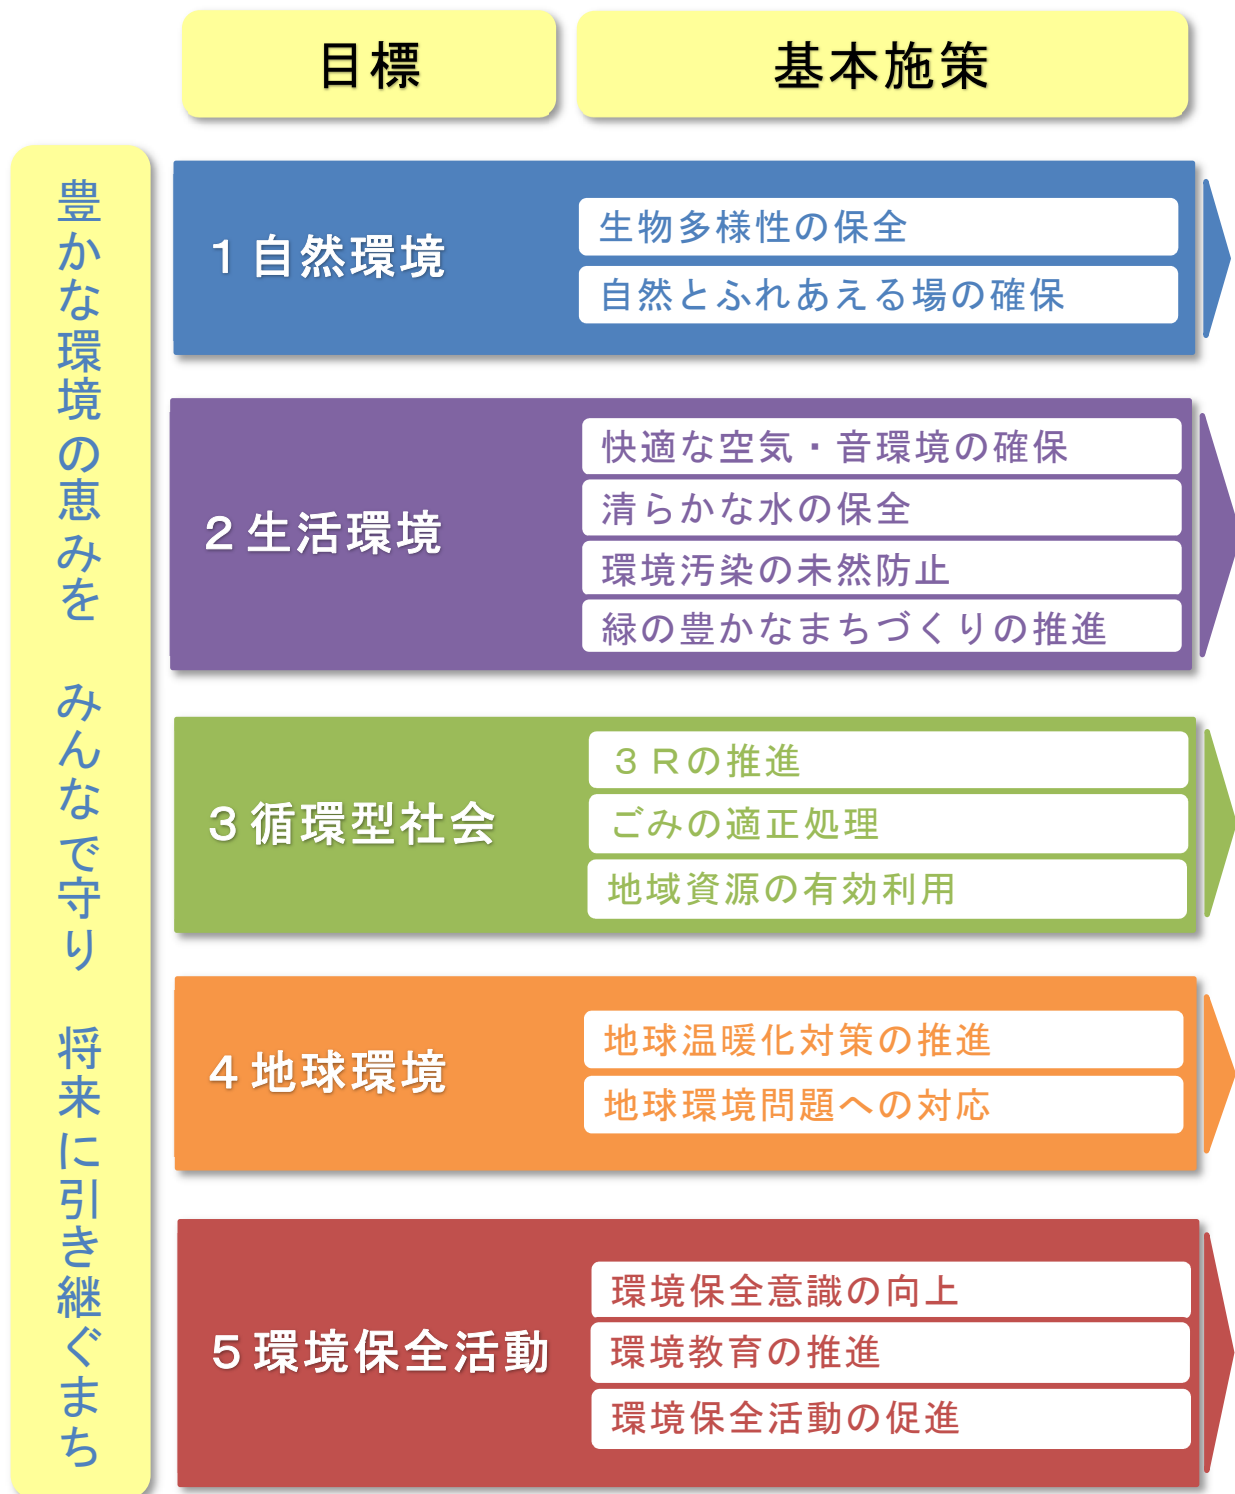 目標
基本施策
豊かな環境の恵みを　みんなで守り　将来に引き継ぐまち
１自然環境
生物多様性の保全
自然とふれあえる場の確保
２生活環境
快適な空気・音環境の確保
清らかな水の保全
環境汚染の未然防止
緑の豊かなまちづくりの推進
３循環型社会
３Ｒの推進
ごみの適正処理
地域資源の有効利用
４地球環境
地球温暖化対策の推進
地球環境問題への対応
５環境保全活動
環境保全意識の向上
環境教育の推進
環境保全活動の促進